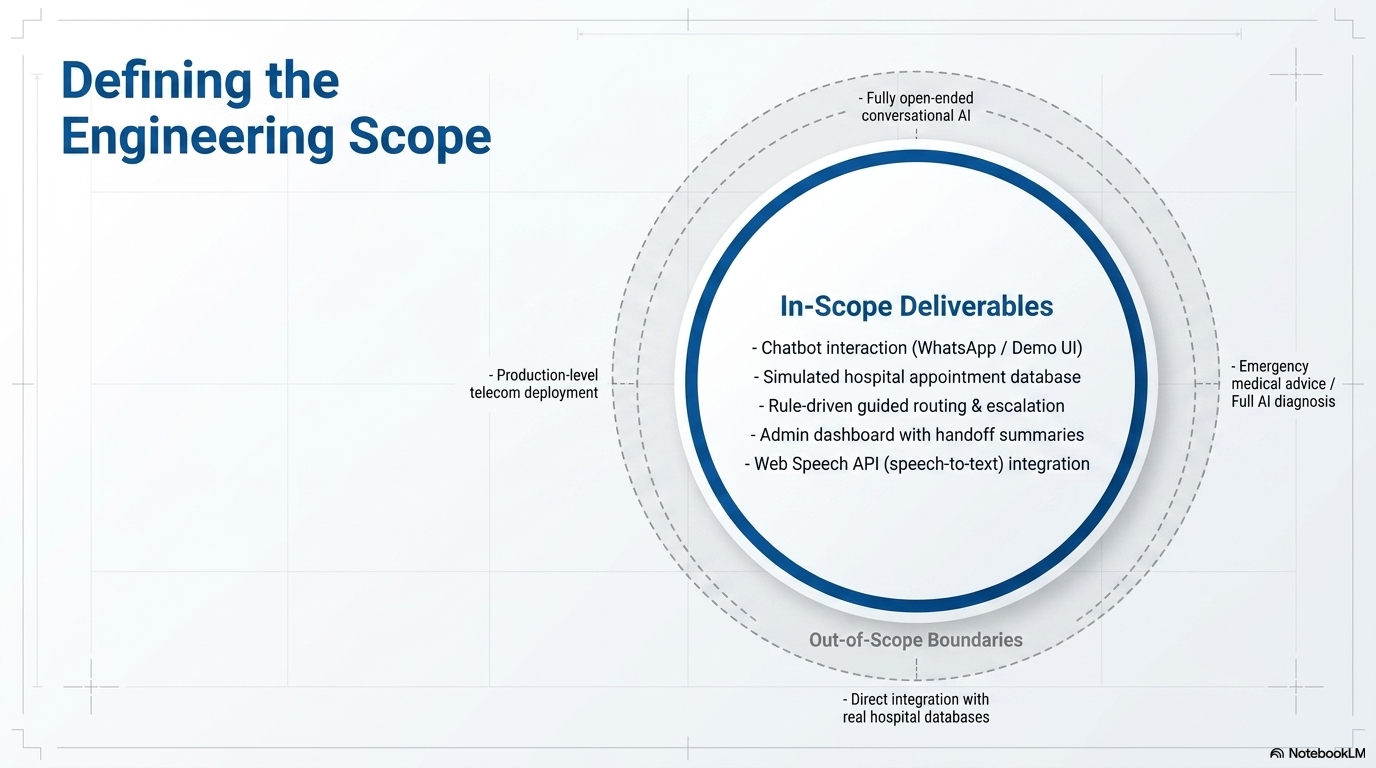 Defining the
Engineering Scope
- Fully open-ended
conversational AI
In-Scope Deliverables
- Chatbot interaction (WhatsApp / Demo UI)
- Simulated hospital appointment database
- Rule-driven guided routing & escalation
- Admin dashboard with handoff summaries
- Web Speech API (speech-to-text) integration
- Production-level
telecom deployment
- Emergency
medical advice /
Full AI diagnosis
Out-of-Scope Boundaries
- Direct integration with
real hospital databases
NotebookLM